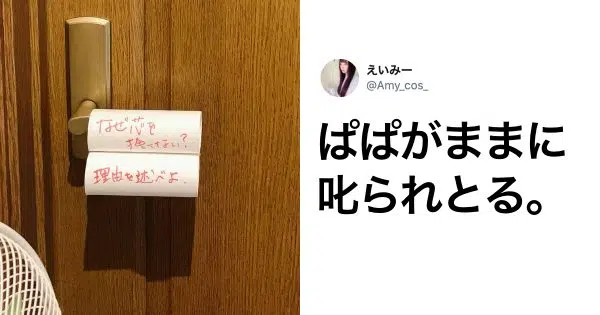 なぜ芯を
捨てない?
理由を述べよ.
えいみー
@Amy_cos_
ぱぱがままに
叱られとる。